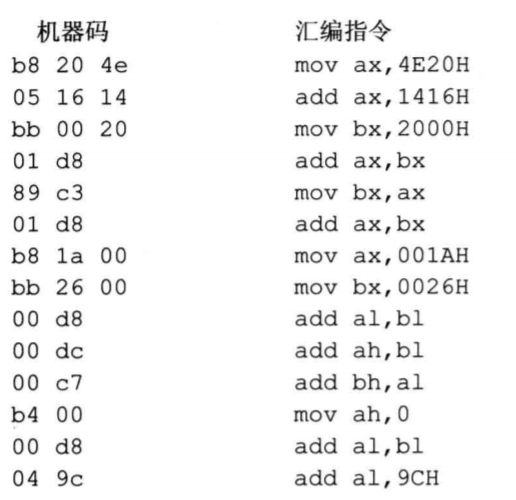 机器码 汇编指令
b8 20 4e mov ax,4E20H
05 16 14 add ax,1416H
bb 00 20 mov bx,2000H
01 d8 add ax,bx
89 c3 mov bx,ax
01 d8 add ax,bx
b8 1a 00 mov ax,001AH
bb 26 00 mov bx,0026H
00 d8 add al,bl
00 dc add ah,bl
00 c7 add bh,al
b4 00 mov ah,0
00 d8 add al,bl
04 9c add al,9CH